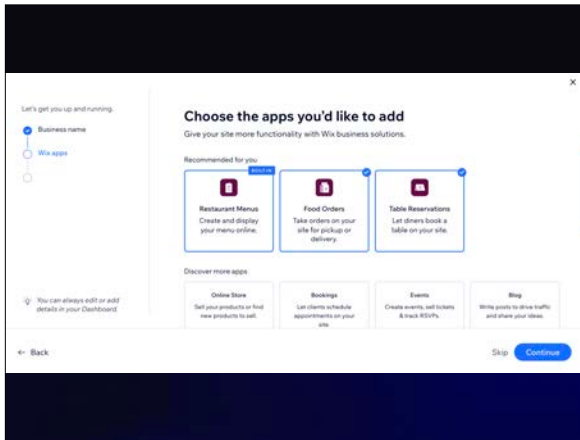 Let's get you up and running.
Business name
Wix apps
You can always edit or add
details in your Dashboard.
Choose the apps you'd like to add
Give your site more functionality with Wix business solutions.
Recommended for you
BUILT-IN
Restaurant Menus
Create and display
your menu online.
Food Orders
Take orders on your
site for pickup or
delivery.
Table Reservations
Let diners book a
table on your site.
Discover more apps
Online Store
Sell your products or find
new products to sell.
Bookings
Let clients schedule
appointments on your
site
Events
Create events, sell tickets
& track RSVPs.
Blog
Write posts to drive traffic
and share your ideas.
Back
Skip
Continue